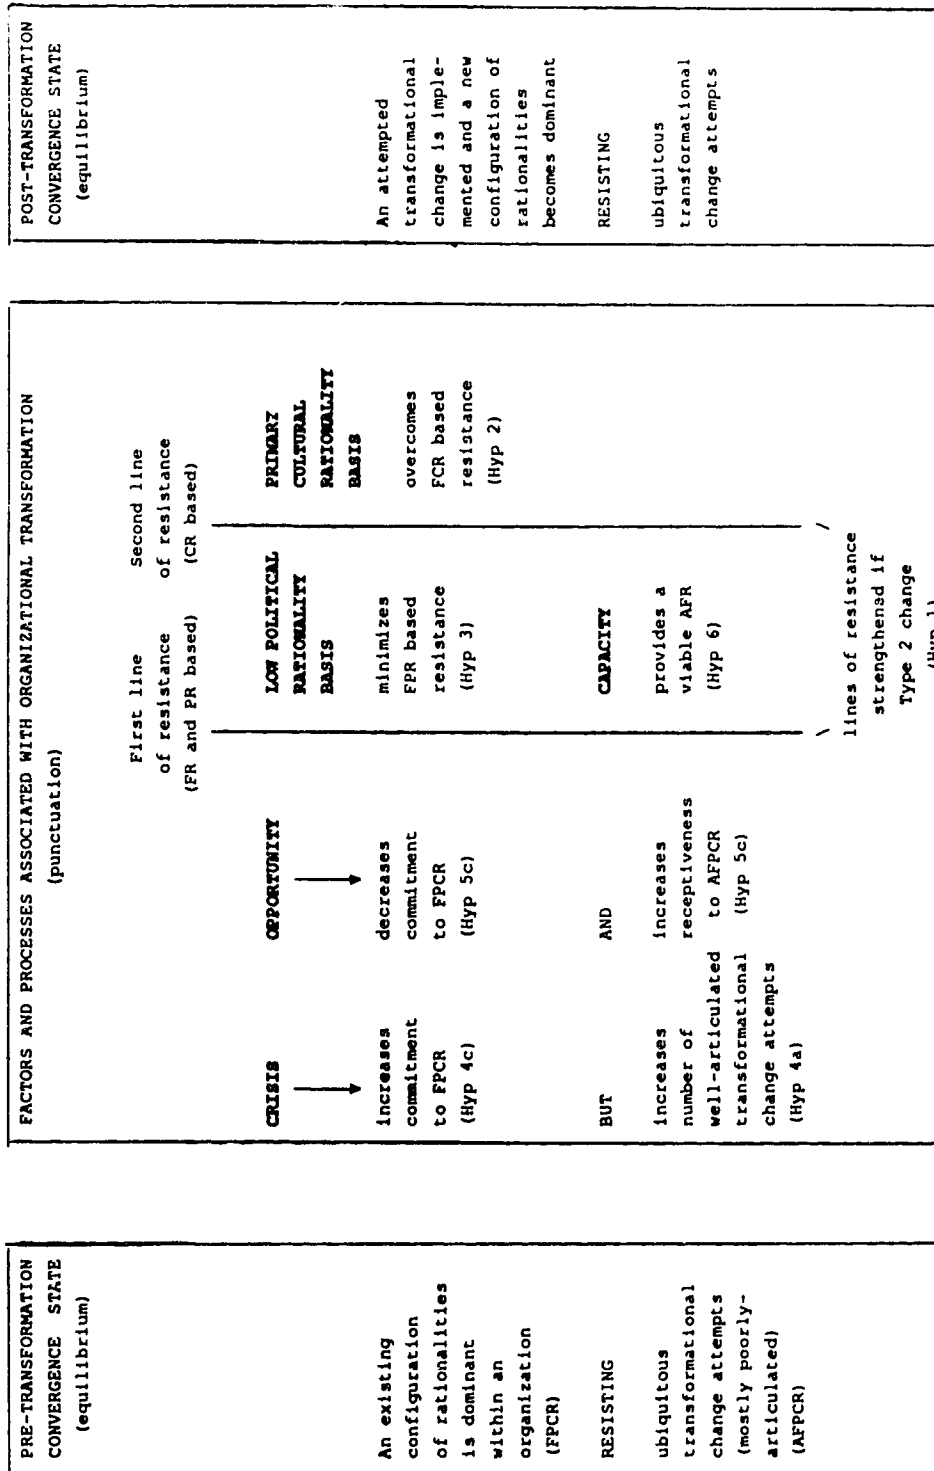 PRE-TRANSFORMATION
CONVERGENCE STATE
(equilibrium)
An existing
configuration
of rationalities
is dominant
within an
organization
(FPCR)
RESISTING
ubiquitous
transformational
change attempts
(mostly poorly-
articulated)
(AFPCR)
FACTORS AND PROCESSES ASSOCIATED WITH ORGANIZATIONAL TRANSFORMATION
(punctuation)
First line
of resistance
(FR and PR based)
Second line
of resistance
(CR based)
CRISIS
increases
commitment
to FPCR
(Hyp 4c)
BUT
increases
number of
well-articulated
transformational
change attempts
(Hyp 4a)
OPPORTUNITY
decreases
commitment
to FPCR
(Hyp 5c)
AND
increases
receptiveness
to AFPCR
(Hyp 5c)
LOW POLITICAL
RATIONALITY
BASIS
minimizes
FPR based
resistance
(Hyp 3)
CAPACITY
provides a
viable AFR
(Hyp 6)
PRIMARY
CULTURAL
RATIONALITY
BASIS
overcomes
FCR based
resistance
(Hyp 2)
lines of resistance
strengthened if
Type 2 change
(Hyp 1)
POST-TRANSFORMATION
CONVERGENCE STATE
(equilibrium)
An attempted
transformational
change is imple-
mented and a new
configuration of
rationalities
becomes dominant
RESISTING
ubiquitous
transformational
change attempts